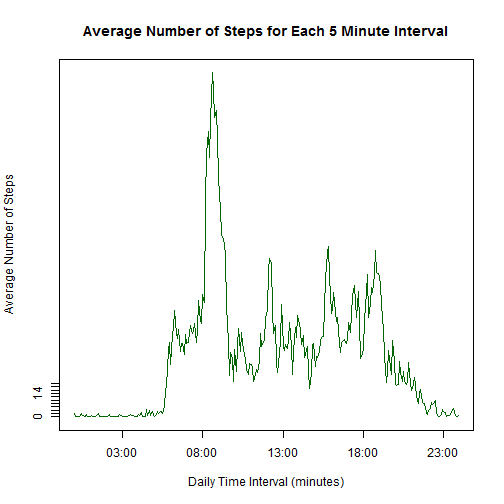 Average Number of Steps for Each 5 Minute Interval
Average Number of Steps
0 14
03:00 08:00 13:00 18:00 23:00
Daily Time Interval (minutes)